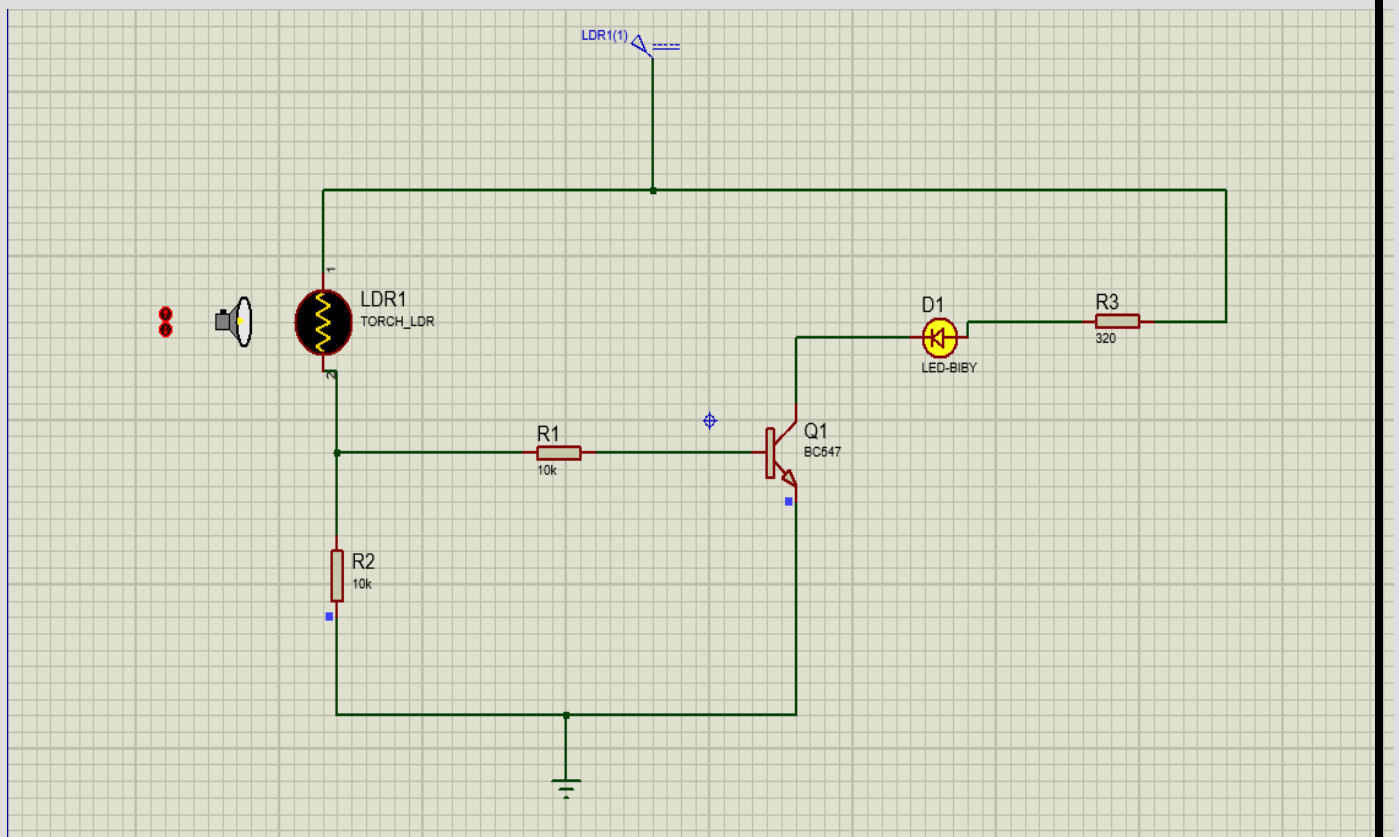 LDR1(1)
1
LDR1
TORCH_LDR
2
D1
LED-BIBY
R3
320
R1
10k
Q1
BC547
R2
10k